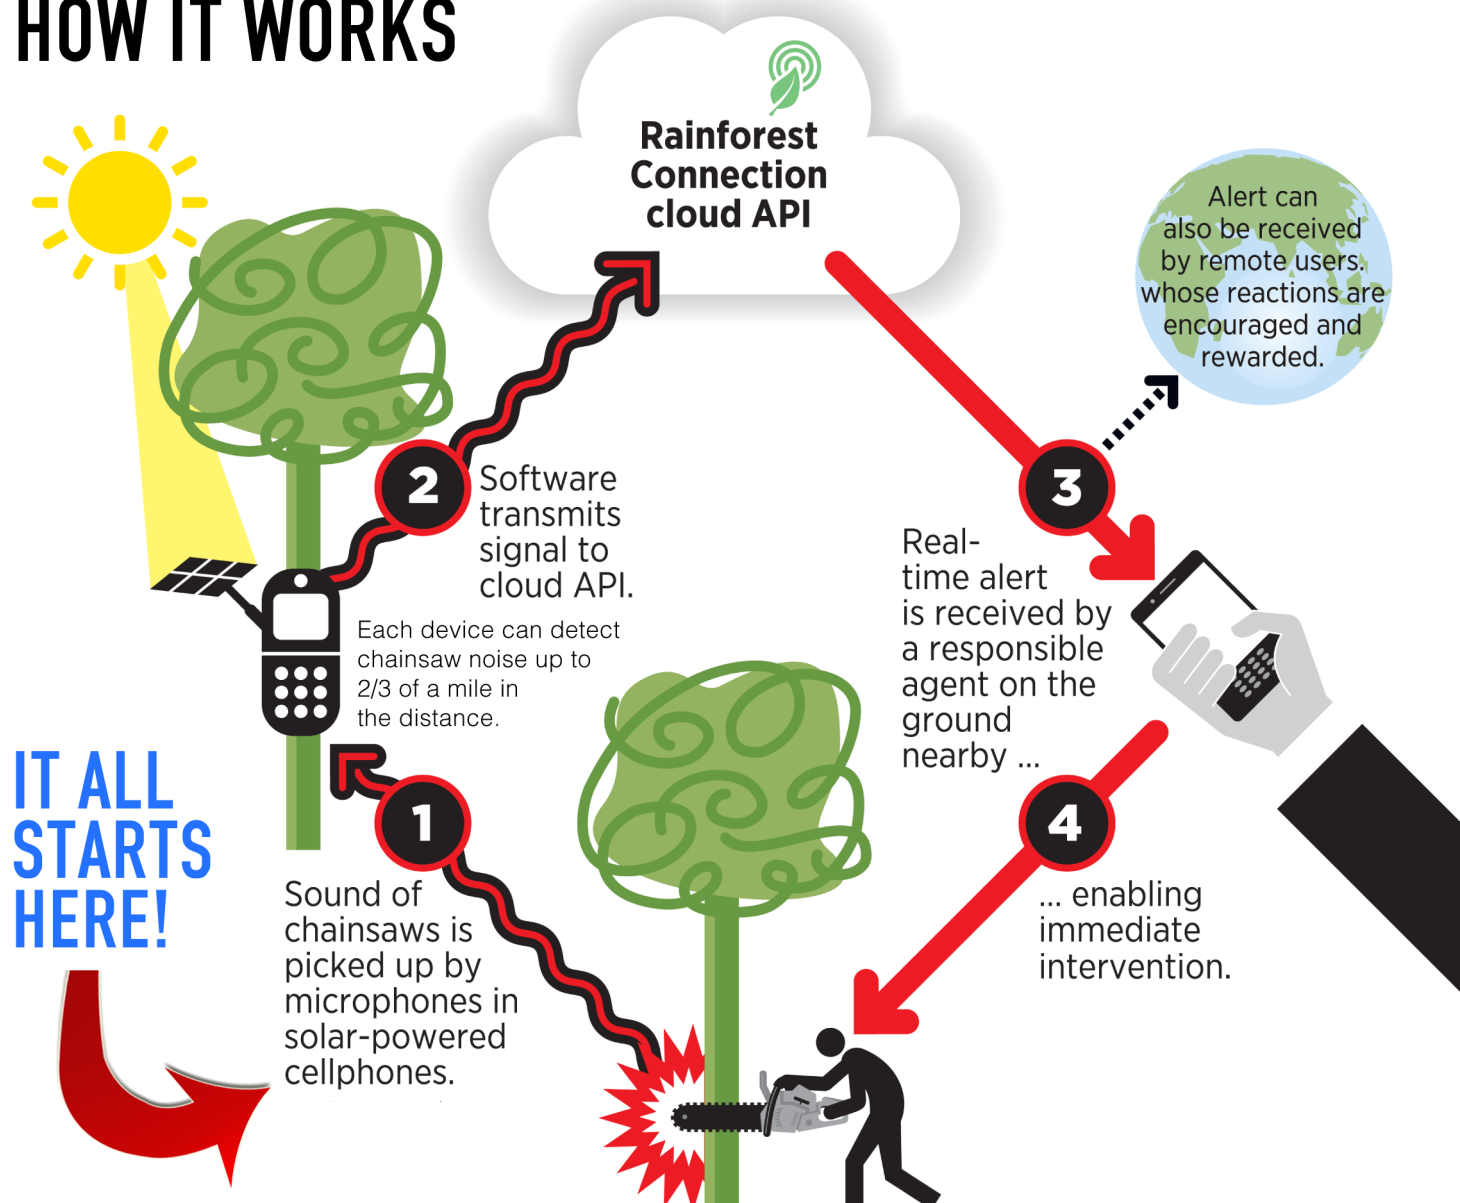 HOW IT WORKS
Rainforest
Connection
cloud API
Alert can
also be received
by remote users.
whose reactions are
encouraged and
rewarded.
2
Software
transmits
signal to
cloud API.
Each device can detect
chainsaw noise up to
2/3 of a mile in
the distance.
3
Real-
time alert
is received by
a responsible
agent on the
ground
nearby ...
IT ALL
STARTS
HERE!
1
Sound of
chainsaws is
picked up by
microphones in
solar-powered
cellphones.
4
... enabling
immediate
intervention.